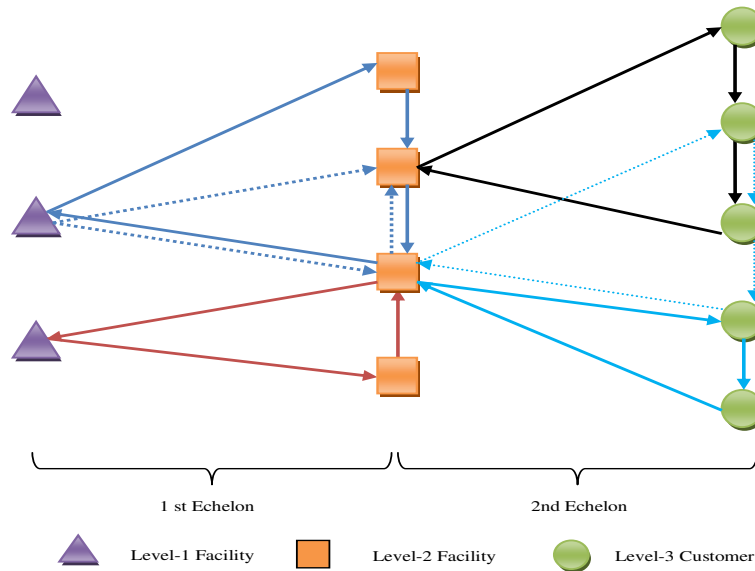 1 st Echelon
2nd Echelon
Level-1 Facility
Level-2 Facility
Level-3 Customer